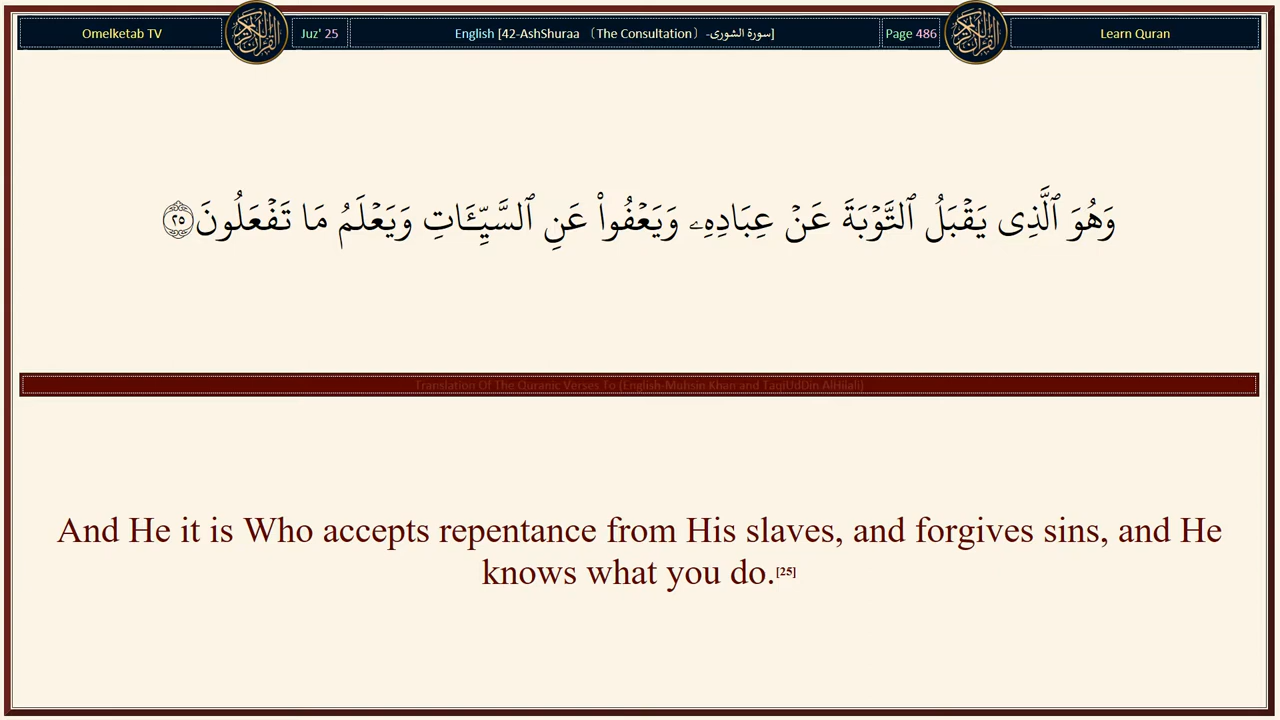 Omelketab TV
Juz' 25
English [42-AshShuraa （The Consultation）-سورة الشورى]
Page 486
Learn Quran
وَهُوَ ٱلَّذِى يَقْبَلُ ٱلتَّوْبَةَ عَنْ عِبَادِهِۦ وَيَعْفُوا۟ عَنِ ٱلسَّيِّـَٔاتِ وَيَعْلَمُ مَا تَفْعَلُونَ ٢٥
Translation Of The Quranic Verses To (English-Muhsin Khan and TaqiUdDin AlHilali)
And He it is Who accepts repentance from His slaves, and forgives sins, and He
knows what you do.[25]